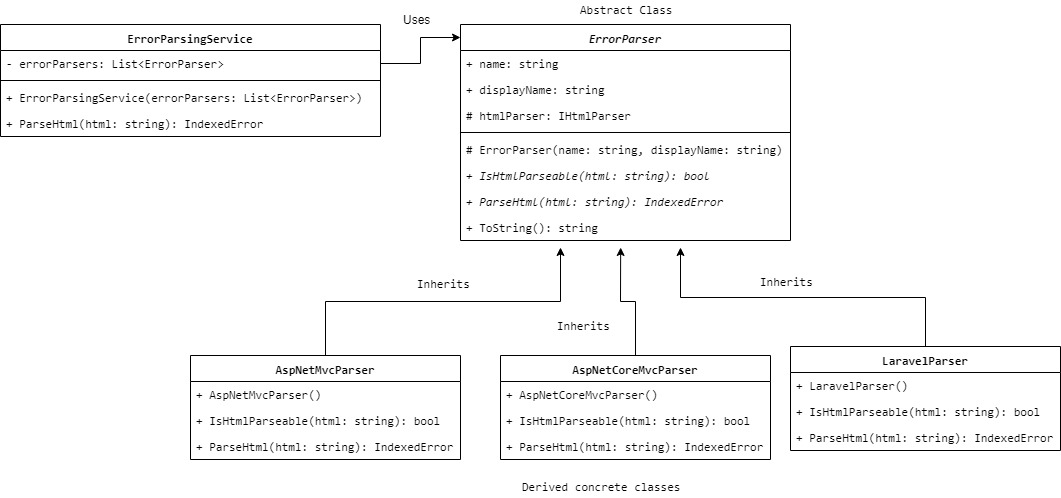 Abstract Class
Uses
ErrorParsingService
- errorParsers: List<ErrorParser>
+ ErrorParsingService(errorParsers: List<ErrorParser>)
+ ParseHtml(html: string): IndexedError
ErrorParser
+ name: string
+ displayName: string
# htmlParser: IHtmlParser
# ErrorParser(name: string, displayName: string)
+ IsHtmlParseable(html: string): bool
+ ParseHtml(html: string): IndexedError
+ ToString(): string
Inherits
Inherits
Inherits
AspNetMvcParser
+ AspNetMvcParser()
+ IsHtmlParseable(html: string): bool
+ ParseHtml(html: string): IndexedError
AspNetCoreMvcParser
+ AspNetCoreMvcParser()
+ IsHtmlParseable(html: string): bool
+ ParseHtml(html: string): IndexedError
LaravelParser
+ LaravelParser()
+ IsHtmlParseable(html: string): bool
+ ParseHtml(html: string): IndexedError
Derived concrete classes